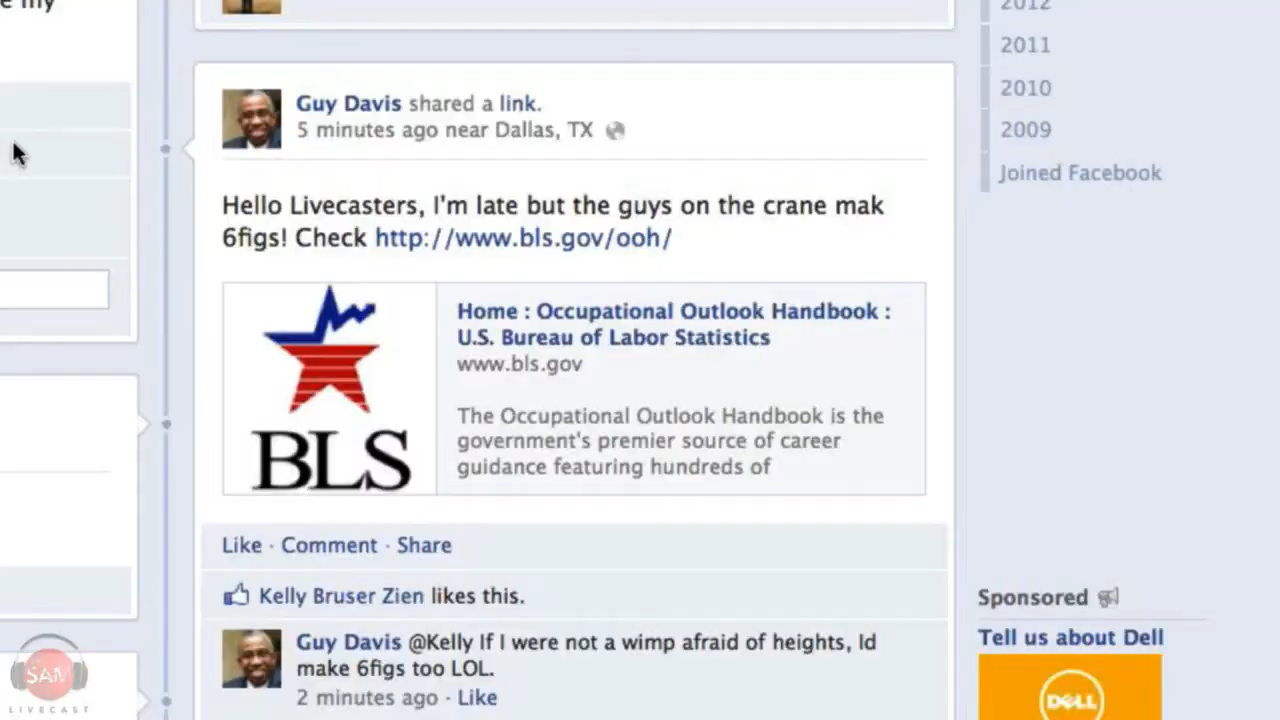 e my
2012
2011
2010
2009
Joined Facebook
Guy Davis shared a link.
5 minutes ago near Dallas, TX
Hello Livecasters, I'm late but the guys on the crane mak
6figs! Check http://www.bls.gov/ooh/
BLS
Home : Occupational Outlook Handbook :
U.S. Bureau of Labor Statistics
www.bls.gov
The Occupational Outlook Handbook is the
government's premier source of career
guidance featuring hundreds of
Like · Comment · Share
Kelly Bruser Zien likes this.
Guy Davis @Kelly If I were not a wimp afraid of heights, Id
make 6figs too LOL.
2 minutes ago · Like
Sponsored
Tell us about Dell
DELL
SAM
LIVECAST